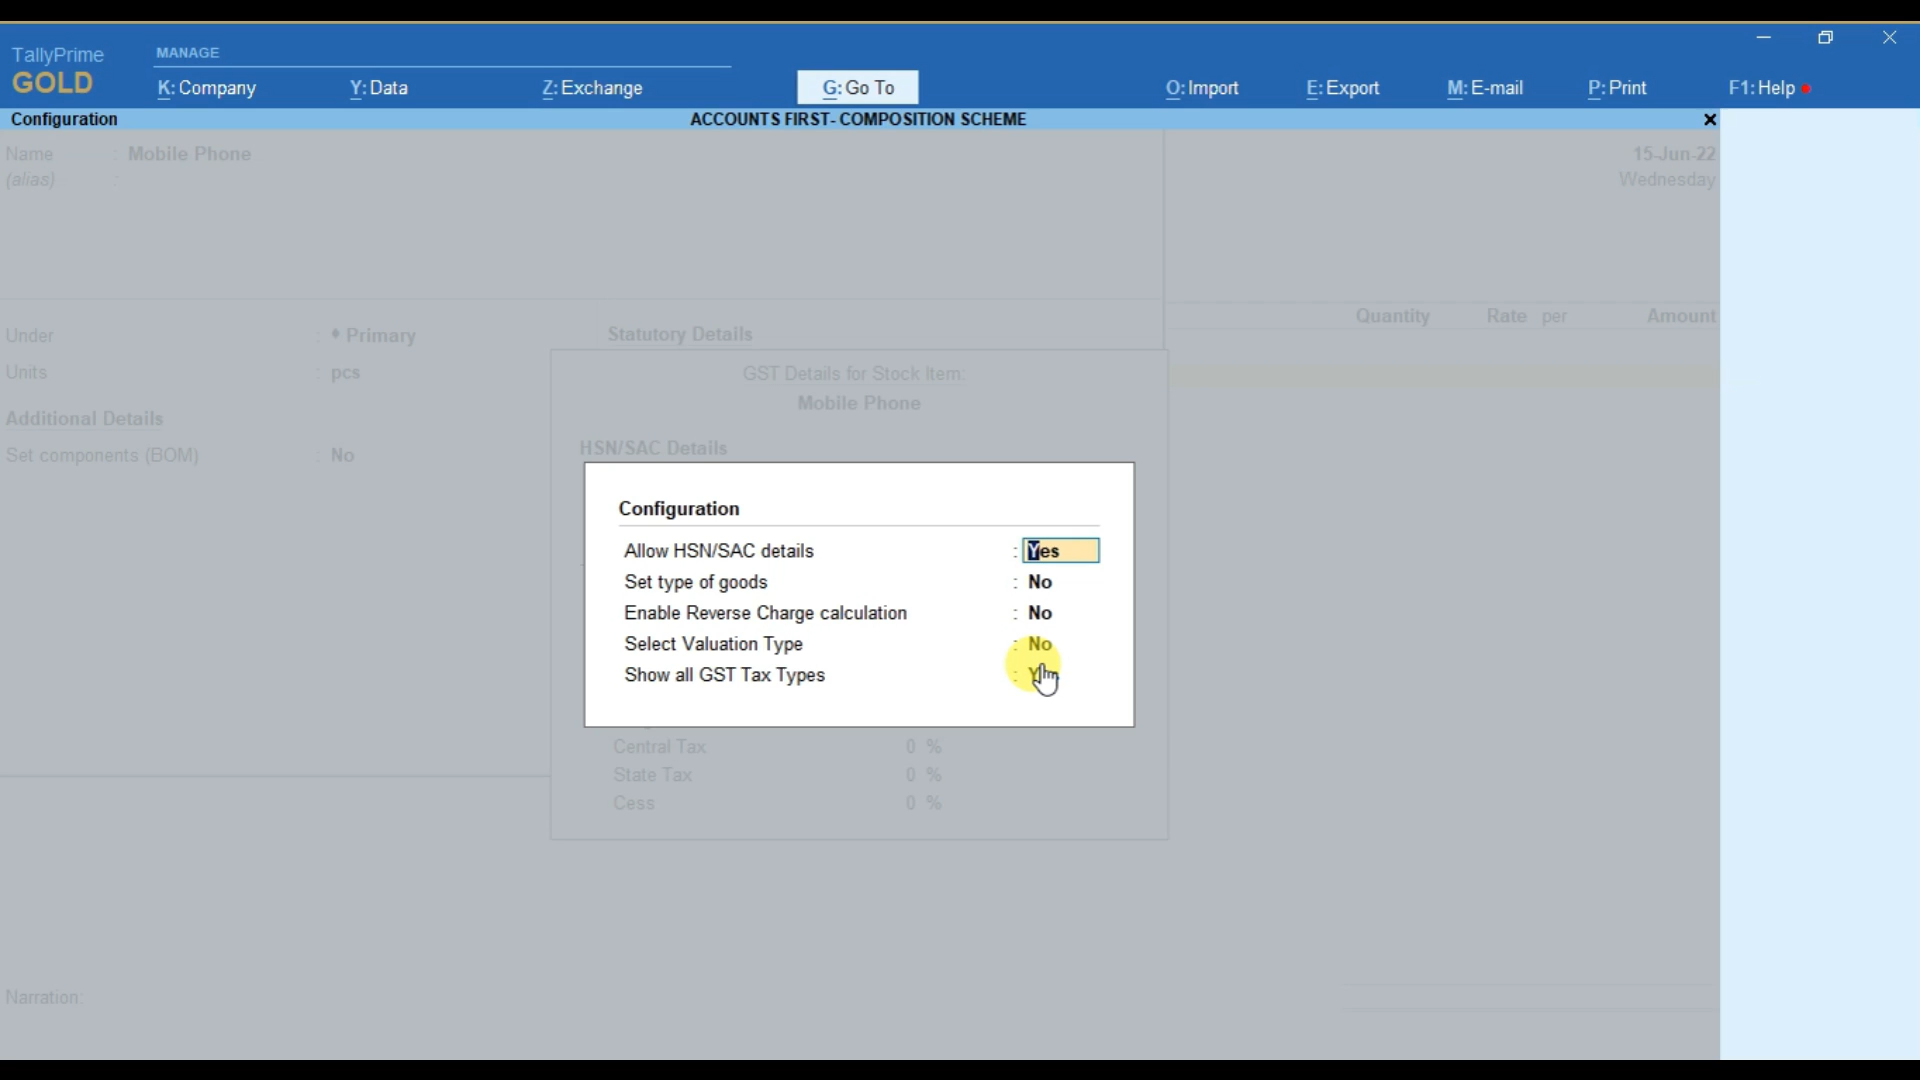 TallyPrime
GOLD
MANAGE
K: Company
Y: Data
Z: Exchange
G: Go To
O: Import
E: Export
M: E-mail
P: Print
F1: Help
Configuration
ACCOUNTS FIRST- COMPOSITION SCHEME
Name : Mobile Phone
15-Jun-22
(alias) :
Wednesday
Quantity Rate per Amount
Under : ♦ Primary
Statutory Details
Units : pcs
GST Details for Stock Item:
Mobile Phone
Additional Details
Set components (BOM) : No
HSN/SAC Details
Configuration
Allow HSN/SAC details : Yes
Set type of goods : No
Enable Reverse Charge calculation : No
Select Valuation Type : No
Show all GST Tax Types :
Central Tax 0 %
State Tax 0 %
Cess 0 %
Narration: